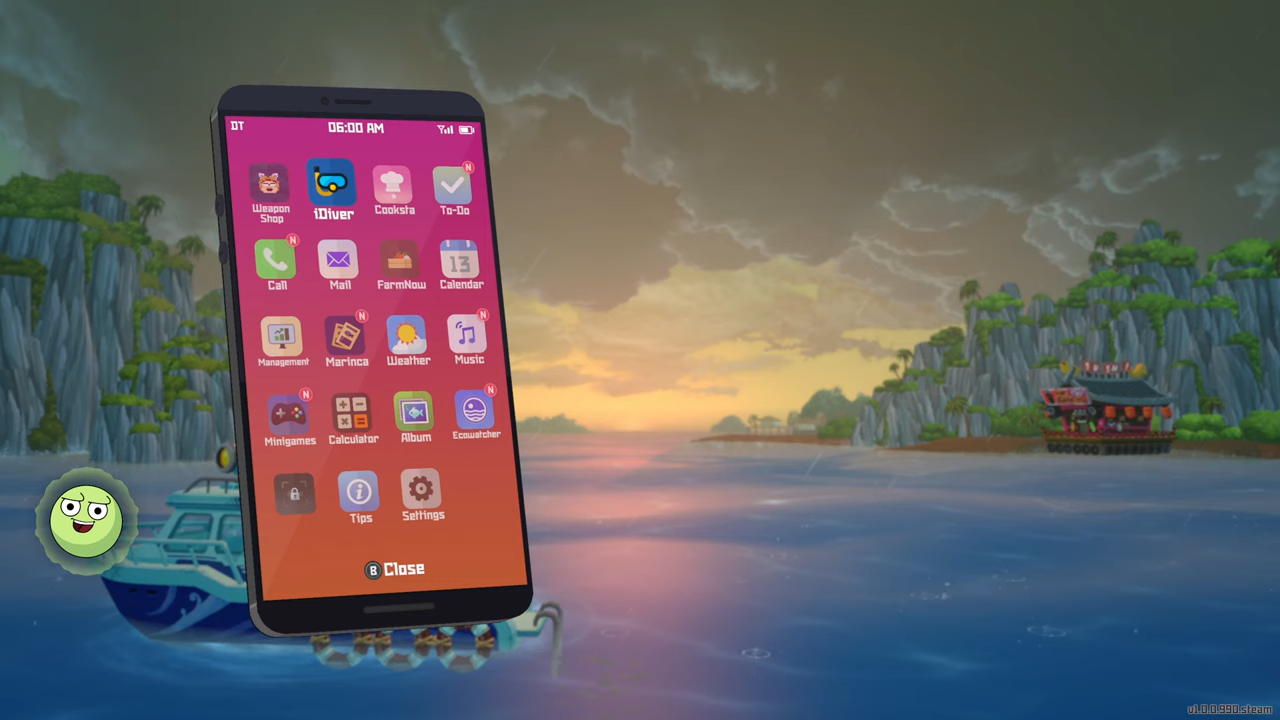 DT
06:00 AM
Weapon
Shop
iDiver
Cooksta
N
To-Do
N
Call
Mail
FarmNow
13
Calendar
Management
N
Marinca
Weather
N
Music
N
Minigames
Calculator
Album
N
Ecowatcher
Tips
Settings
B Close
v1.0.0.990.steam